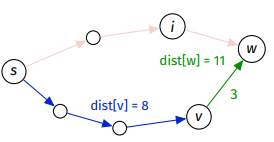 i
w
s
dist[w] = 11
dist[v] = 8
3
v